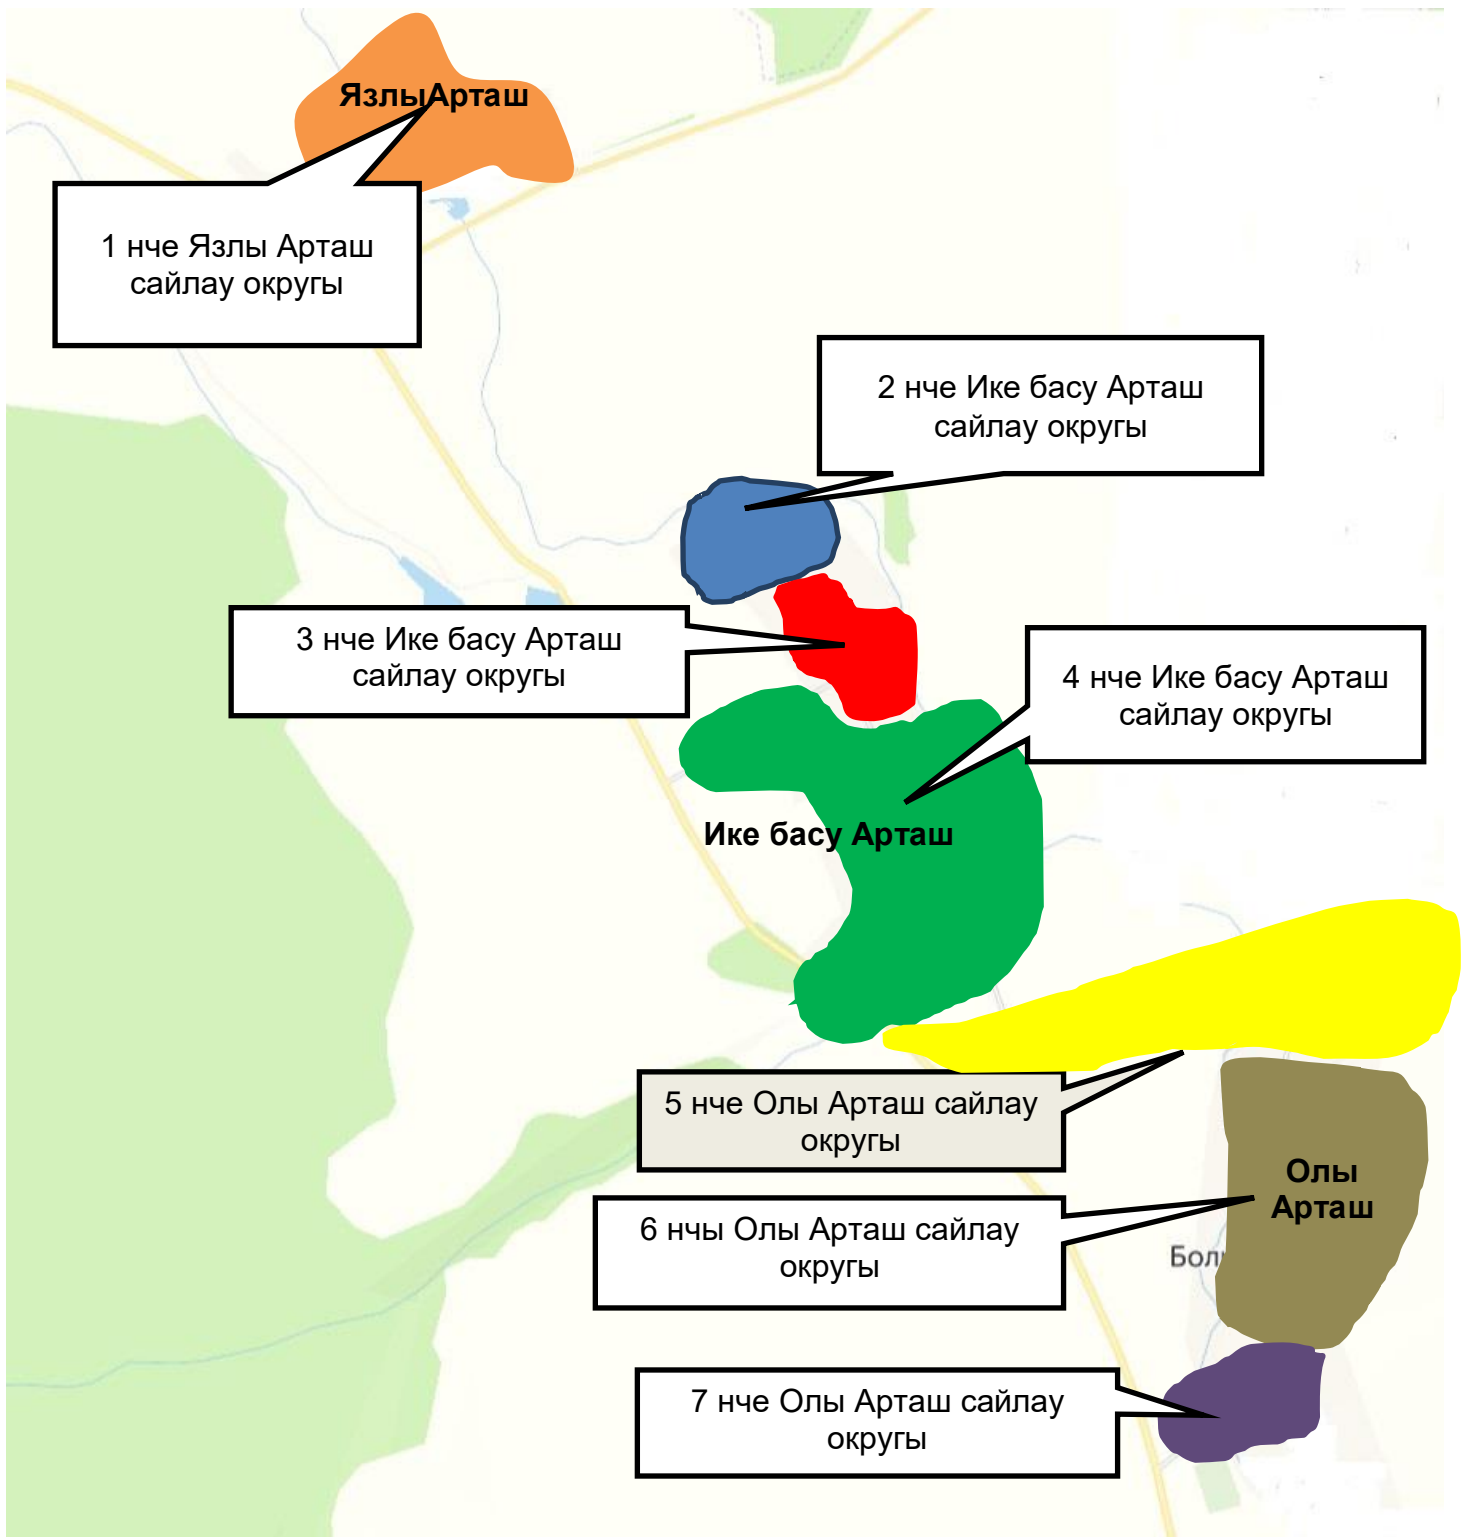 ЯзлыАрташ
1 нче Язлы Арташ
сайлау округы
2 нче Ике басу Арташ
сайлау округы
3 нче Ике басу Арташ
сайлау округы
4 нче Ике басу Арташ
сайлау округы
Ике басу Арташ
5 нче Олы Арташ сайлау
округы
Олы
Арташ
6 нчы Олы Арташ сайлау
округы
7 нче Олы Арташ сайлау
округы